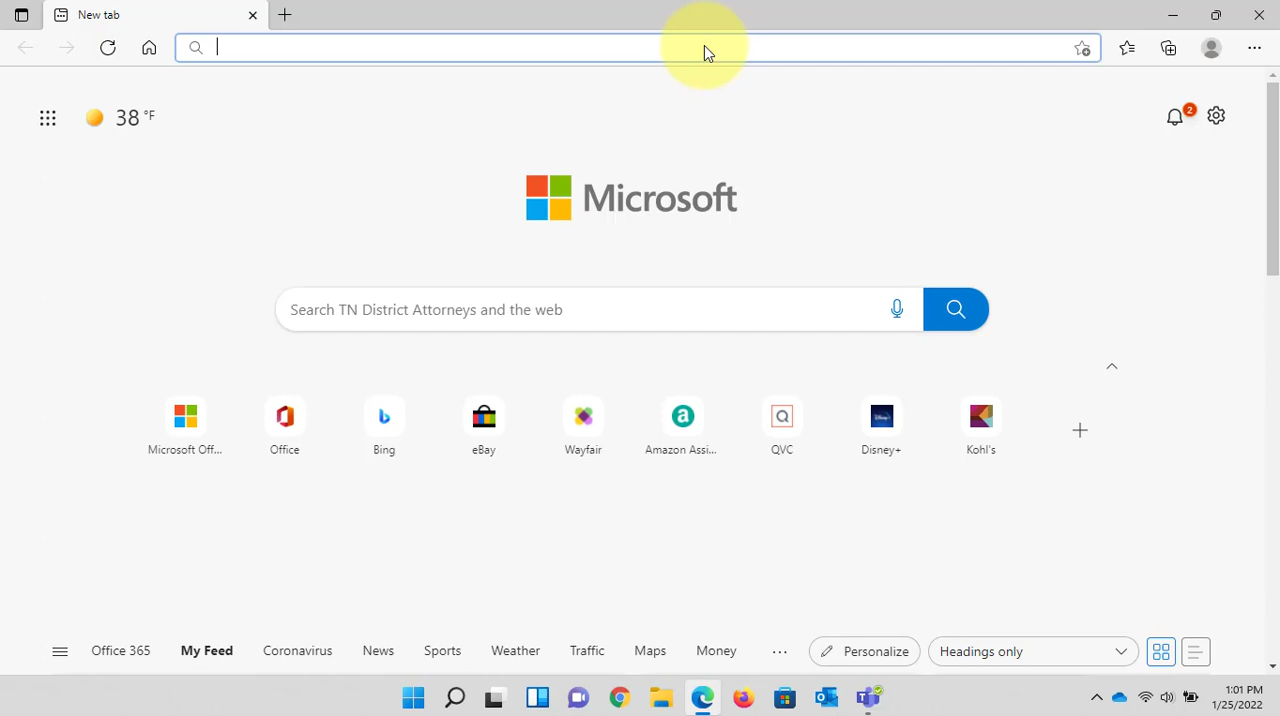 New tab
38 °F
2
Microsoft
Search TN District Attorneys and the web
Microsoft Off...
Office
Bing
eBay
Wayfair
Amazon Assi...
QVC
Disney+
Kohl's
Office 365
My Feed
Coronavirus
News
Sports
Weather
Traffic
Maps
Money
...
Personalize
Headings only
1:01 PM
1/25/2022